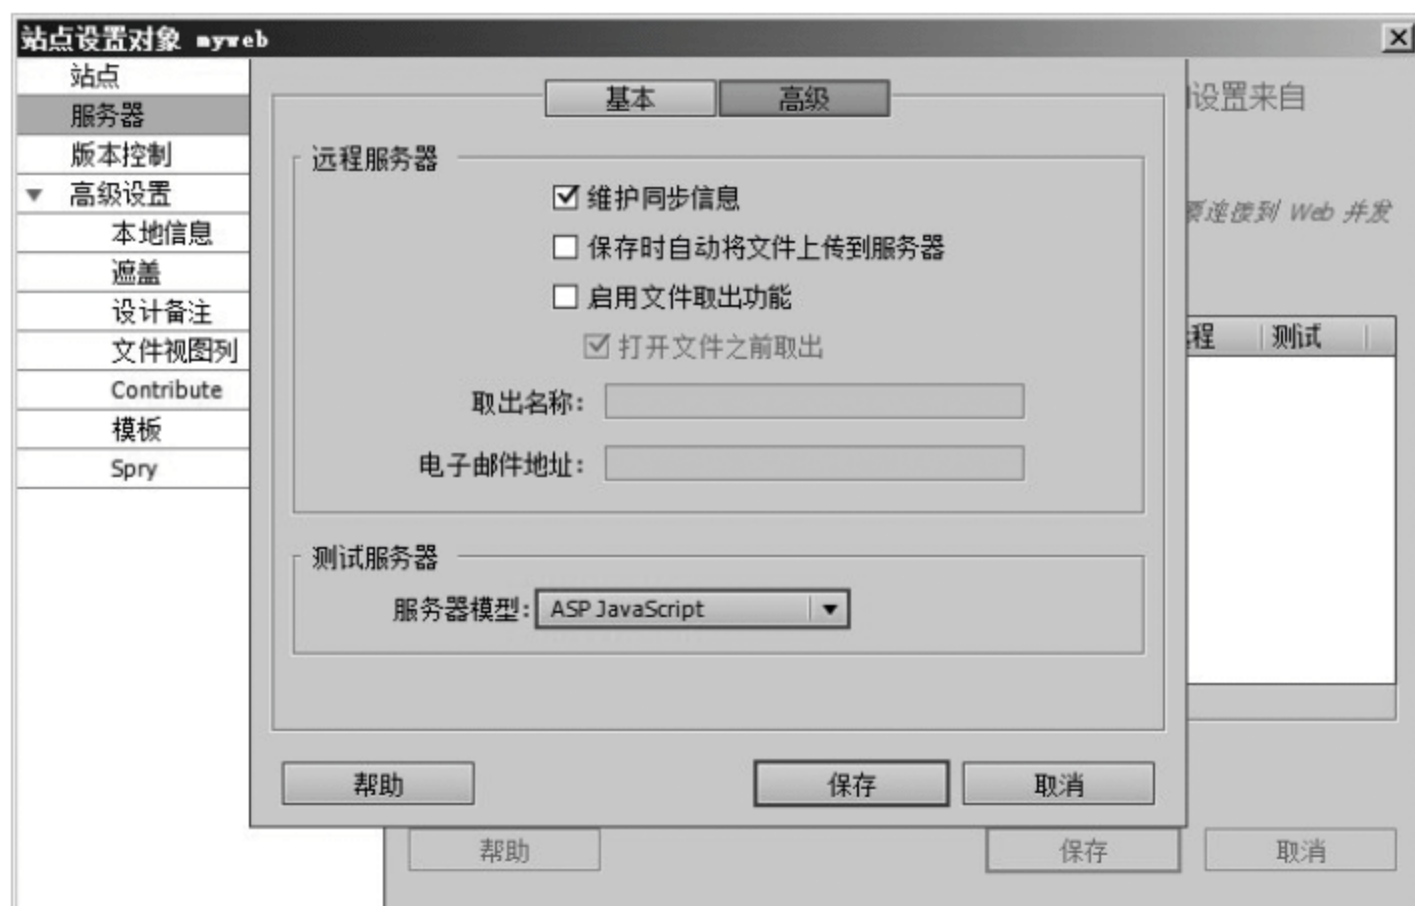 站点设置对象 myweb
站点
服务器
版本控制
高级设置
本地信息
遮盖
设计备注
文件视图列
Contribute
模板
Spry
基本 高级
远程服务器
维护同步信息
保存时自动将文件上传到服务器
启用文件取出功能
打开文件之前取出
取出名称:
电子邮件地址:
测试服务器
服务器模型: ASP JavaScript
帮助 保存 取消
设置来自
连接到 Web 并发
程 测试
帮助 保存 取消